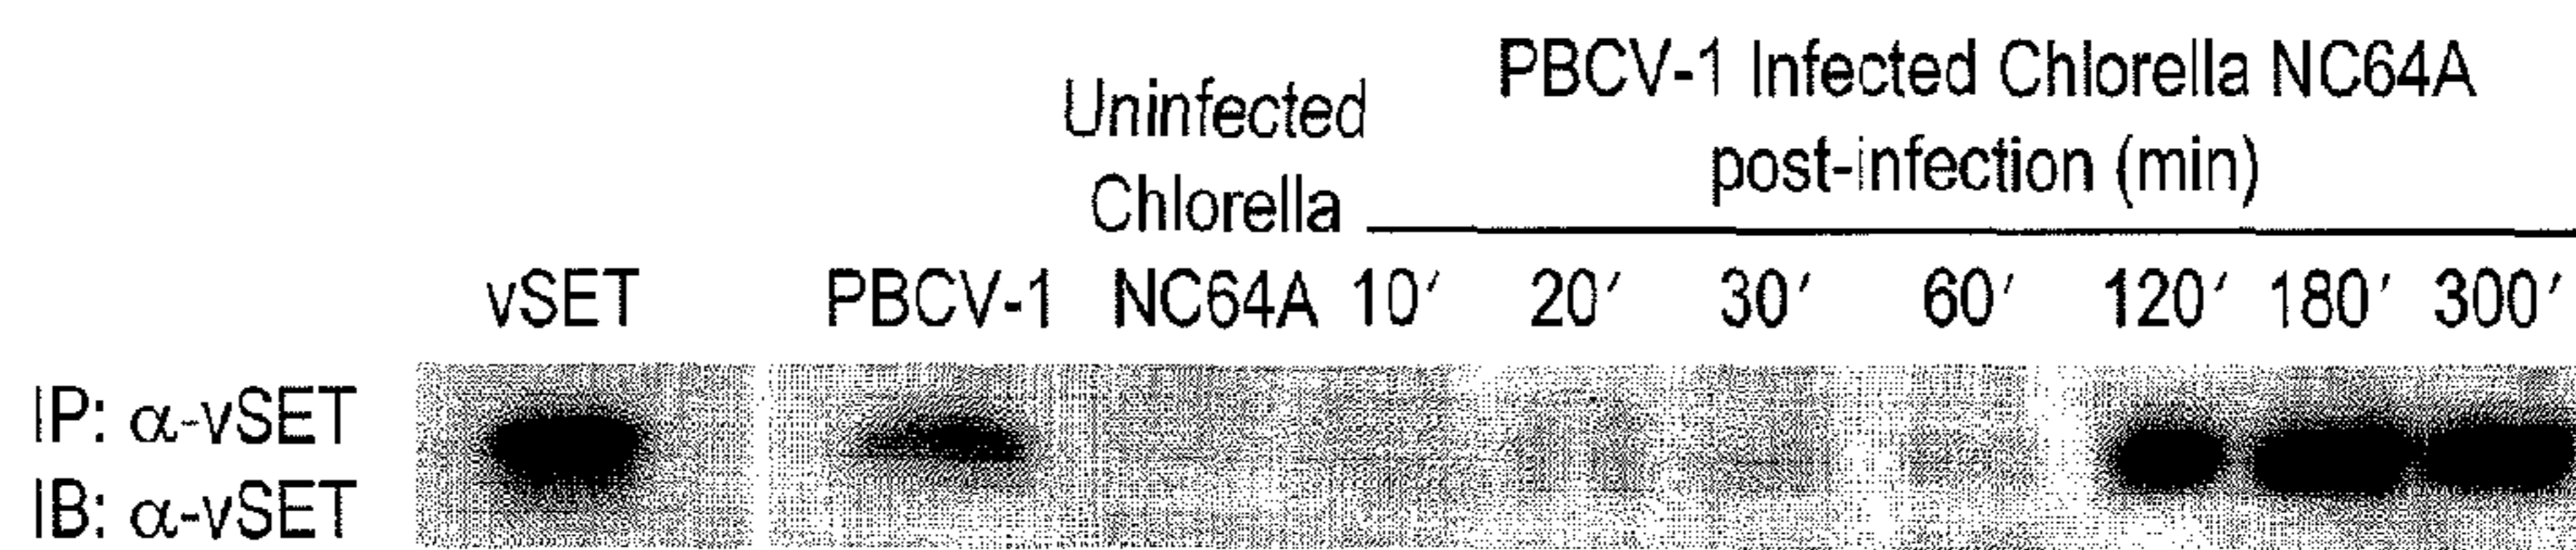 PBCV-1 Infected Chlorella NC64A
post-infection (min)
Uninfected
Chlorella
vSET PBCV-1 NC64A 10′ 20′ 30′ 60′ 120′ 180′ 300′
IP: α-vSET
IB: α-vSET